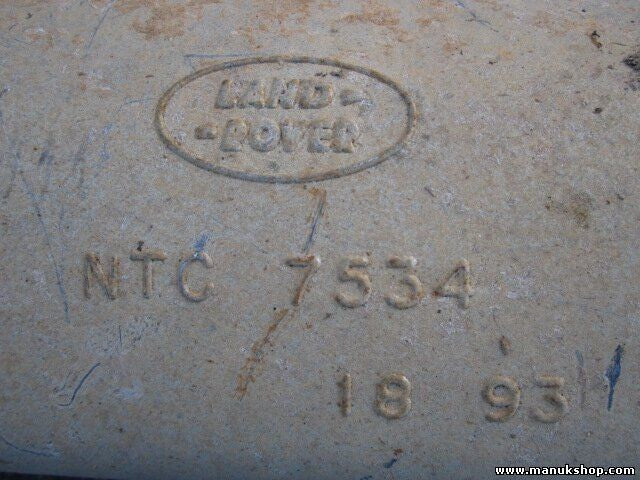 LAND-
-ROVER
NTC 7534
18 93
www.manukshop.com